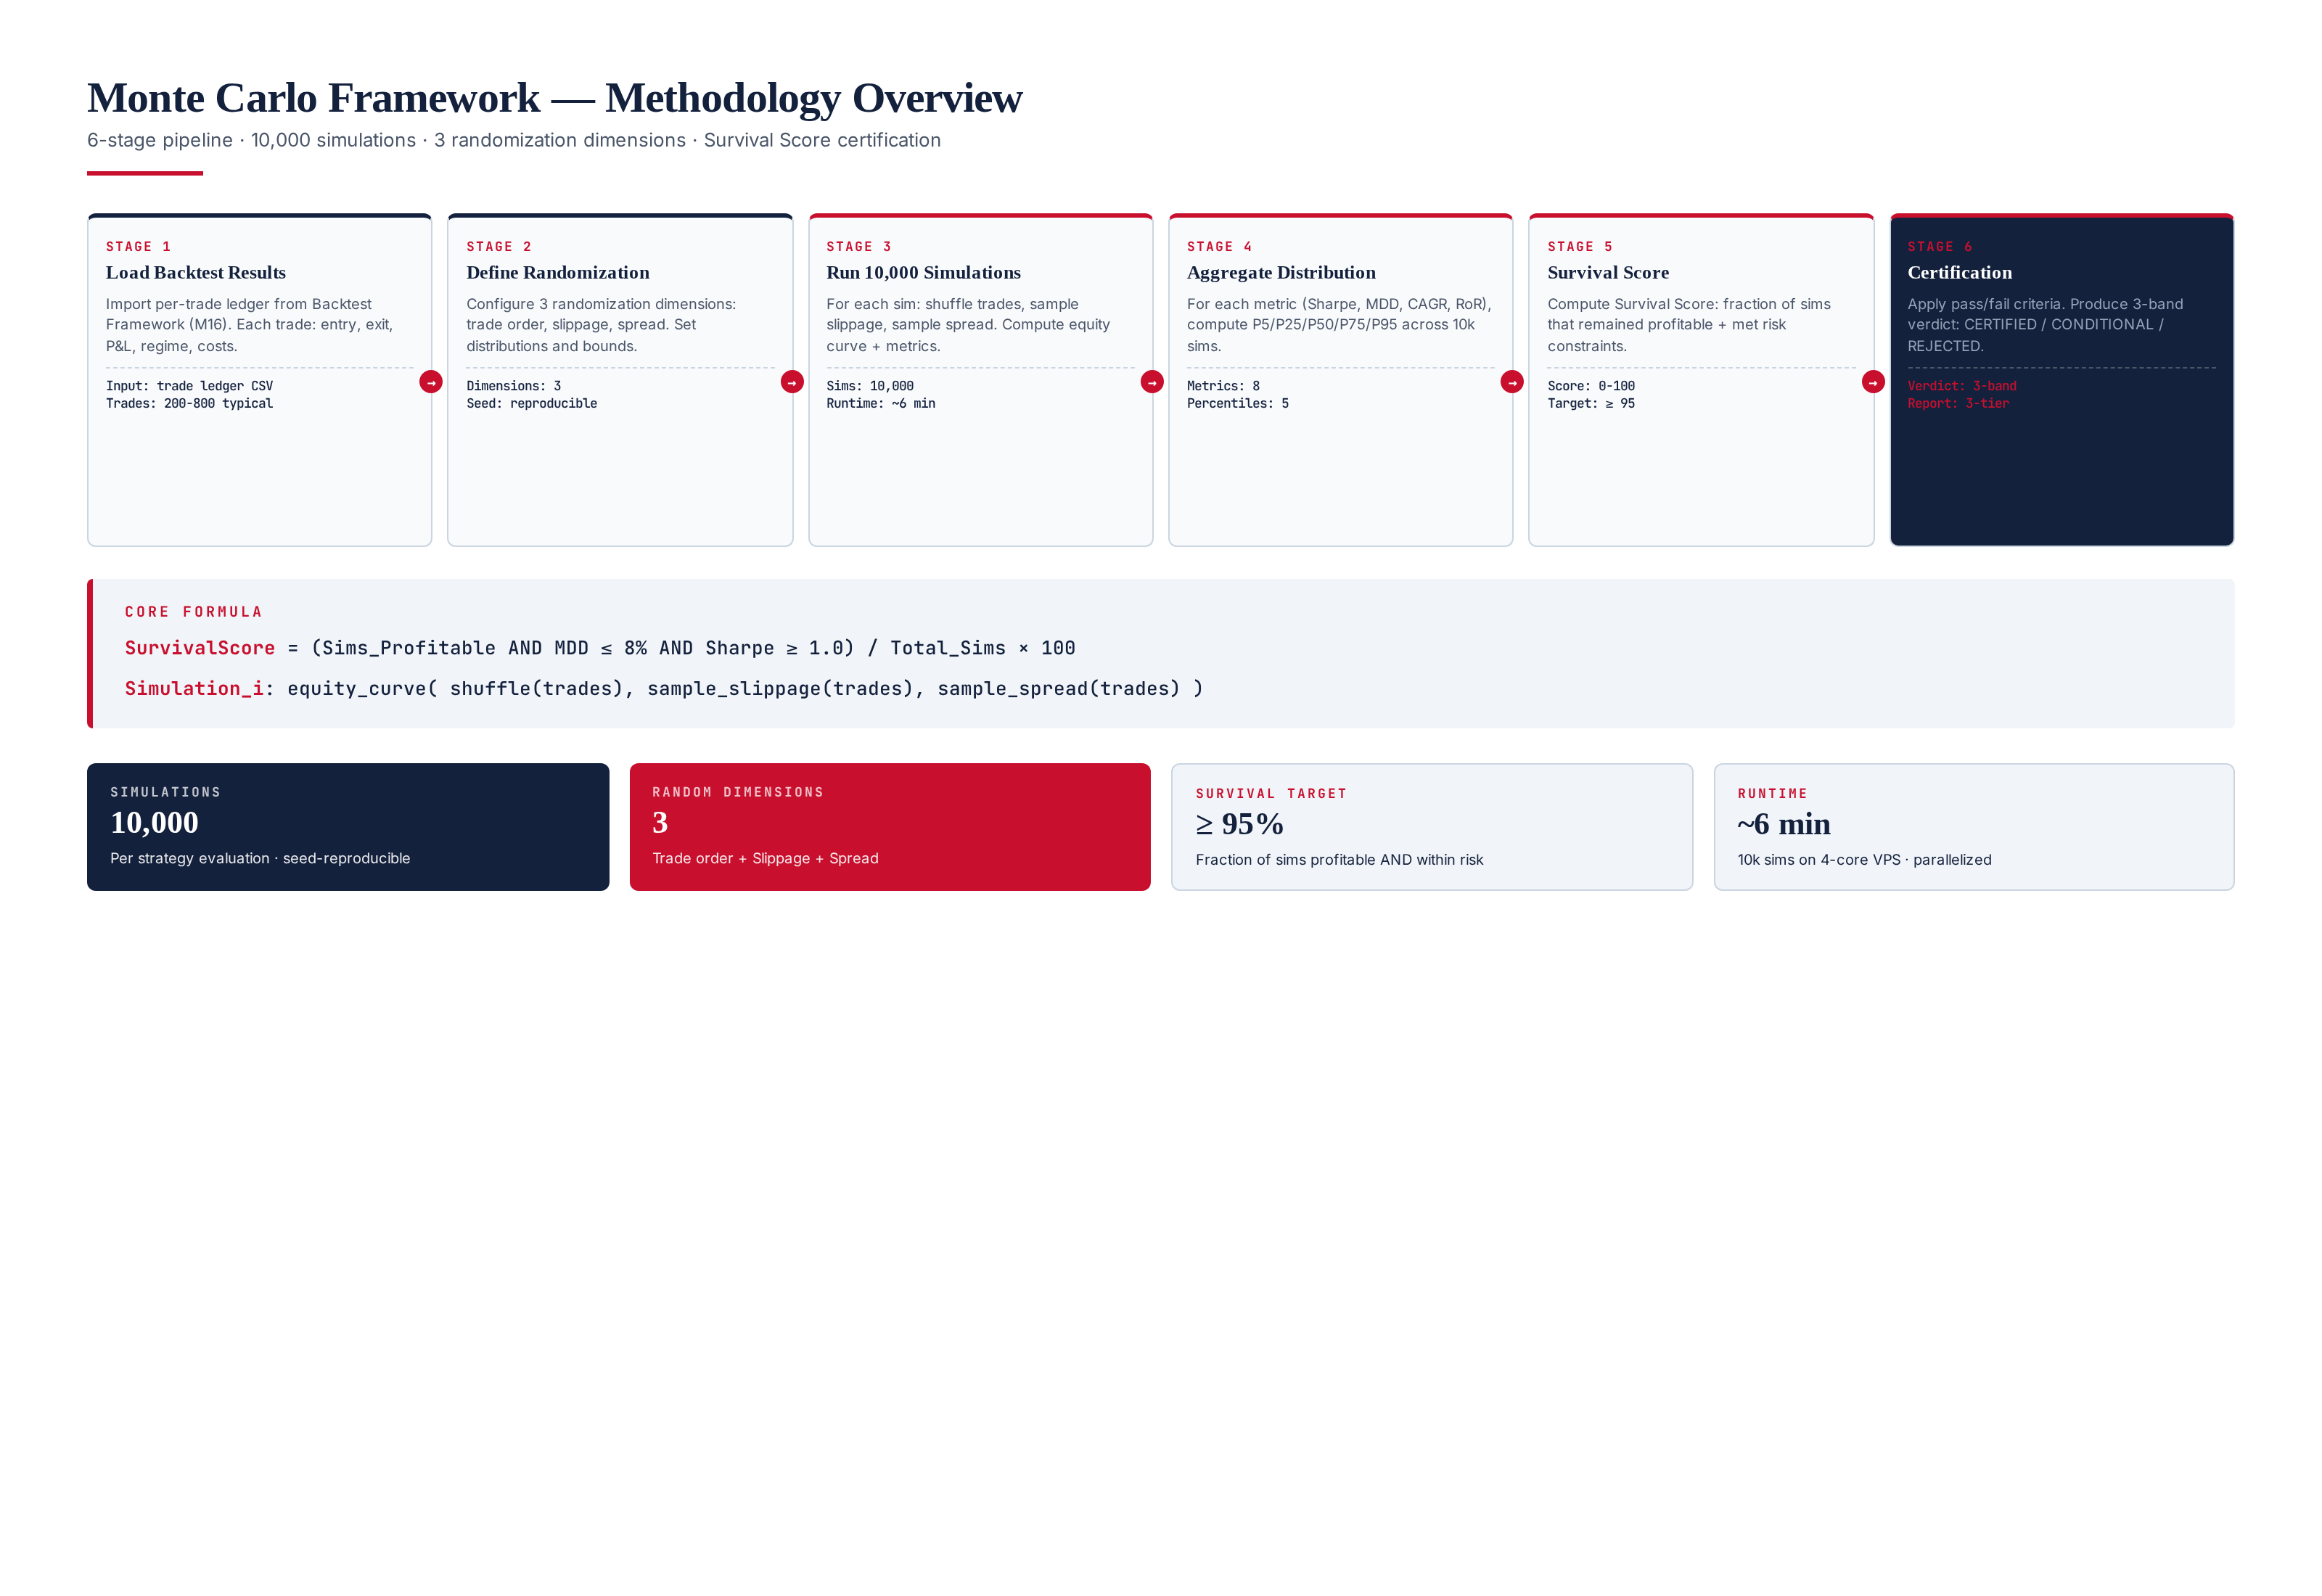 Monte Carlo Framework — Methodology Overview
6-stage pipeline · 10,000 simulations · 3 randomization dimensions · Survival Score certification
STAGE 1
Load Backtest Results
Import per-trade ledger from Backtest
Framework (M16). Each trade: entry, exit,
P&L, regime, costs.
Input: trade ledger CSV
Trades: 200-800 typical
→
STAGE 2
Define Randomization
Configure 3 randomization dimensions:
trade order, slippage, spread. Set
distributions and bounds.
Dimensions: 3
Seed: reproducible
→
STAGE 3
Run 10,000 Simulations
For each sim: shuffle trades, sample
slippage, sample spread. Compute equity
curve + metrics.
Sims: 10,000
Runtime: ~6 min
→
STAGE 4
Aggregate Distribution
For each metric (Sharpe, MDD, CAGR, RoR),
compute P5/P25/P50/P75/P95 across 10k
sims.
Metrics: 8
Percentiles: 5
→
STAGE 5
Survival Score
Compute Survival Score: fraction of sims
that remained profitable + met risk
constraints.
Score: 0-100
Target: ≥ 95
→
STAGE 6
Certification
Apply pass/fail criteria. Produce 3-band
verdict: CERTIFIED / CONDITIONAL /
REJECTED.
Verdict: 3-band
Report: 3-tier
CORE FORMULA
SurvivalScore = (Sims_Profitable AND MDD ≤ 8% AND Sharpe ≥ 1.0) / Total_Sims × 100
Simulation_i: equity_curve( shuffle(trades), sample_slippage(trades), sample_spread(trades) )
SIMULATIONS
10,000
Per strategy evaluation · seed-reproducible
RANDOM DIMENSIONS
3
Trade order + Slippage + Spread
SURVIVAL TARGET
≥ 95%
Fraction of sims profitable AND within risk
RUNTIME
~6 min
10k sims on 4-core VPS · parallelized